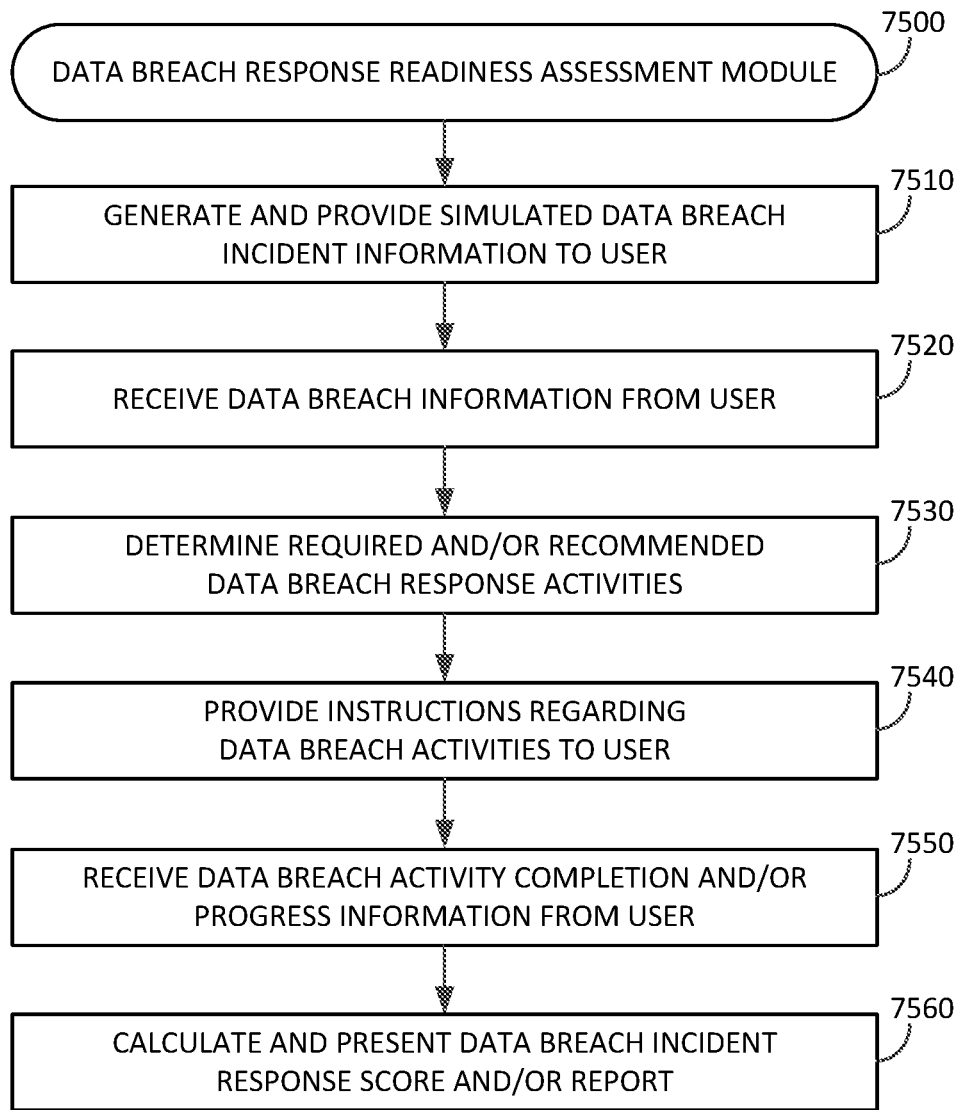 7500
DATA BREACH RESPONSE READINESS ASSESSMENT MODULE
7510
GENERATE AND PROVIDE SIMULATED DATA BREACH
INCIDENT INFORMATION TO USER
7520
RECEIVE DATA BREACH INFORMATION FROM USER
7530
DETERMINE REQUIRED AND/OR RECOMMENDED
DATA BREACH RESPONSE ACTIVITIES
7540
PROVIDE INSTRUCTIONS REGARDING
DATA BREACH ACTIVITIES TO USER
7550
RECEIVE DATA BREACH ACTIVITY COMPLETION AND/OR
PROGRESS INFORMATION FROM USER
7560
CALCULATE AND PRESENT DATA BREACH INCIDENT
RESPONSE SCORE AND/OR REPORT